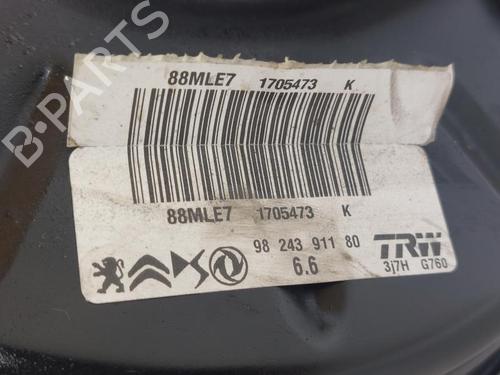 B-PARTS
88MLE7 1705473 K
88MLE7 1705473 K
98 243 911 80
6.6
TRW
3j7H G760